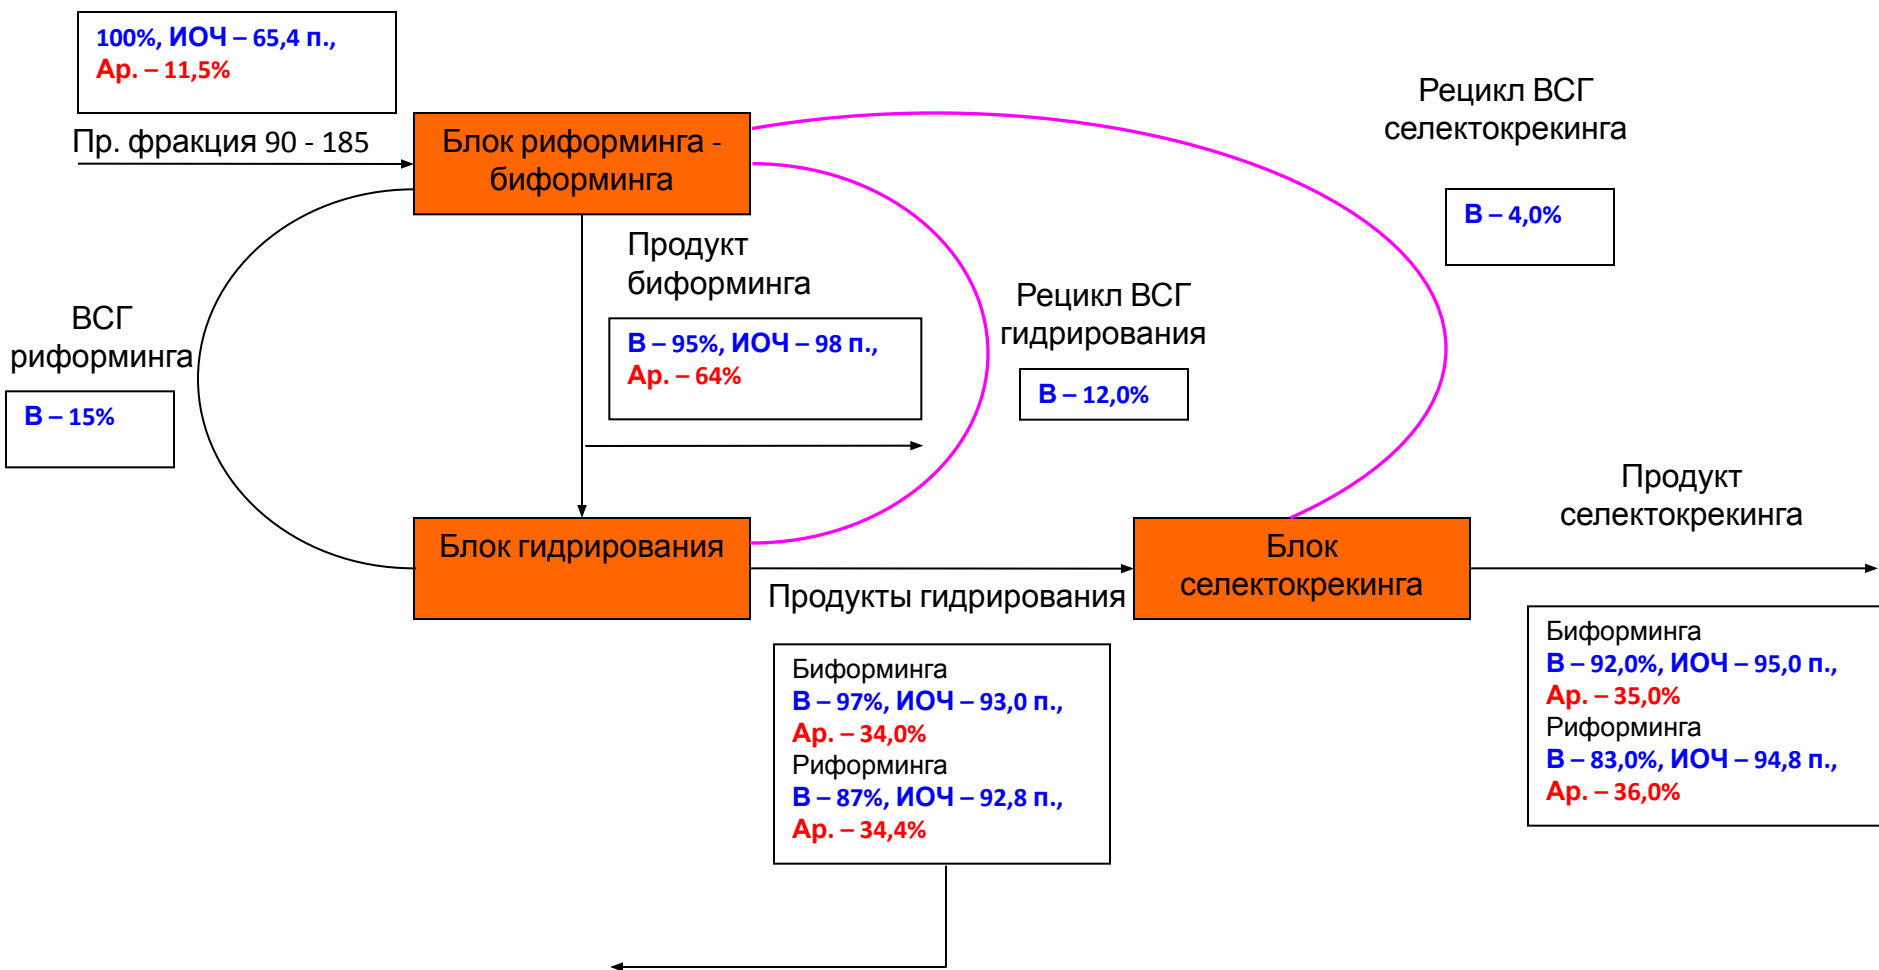 100%, ИОЧ – 65,4 п.,
Ар. – 11,5%
Пр. фракция 90 - 185
Блок риформинга -
биформинга
Рецикл ВСГ
селектокрекинга
В – 4,0%
Продукт
биформинга
В – 95%, ИОЧ – 98 п.,
Ар. – 64%
Рецикл ВСГ
гидрирования
В – 12,0%
ВСГ
риформинга
В – 15%
Блок гидрирования
Продукты гидрирования
Блок
селектокрекинга
Продукт
селектокрекинга
Биформинга
В – 97%, ИОЧ – 93,0 п.,
Ар. – 34,0%
Риформинга
В – 87%, ИОЧ – 92,8 п.,
Ар. – 34,4%
Биформинга
В – 92,0%, ИОЧ – 95,0 п.,
Ар. – 35,0%
Риформинга
В – 83,0%, ИОЧ – 94,8 п.,
Ар. – 36,0%